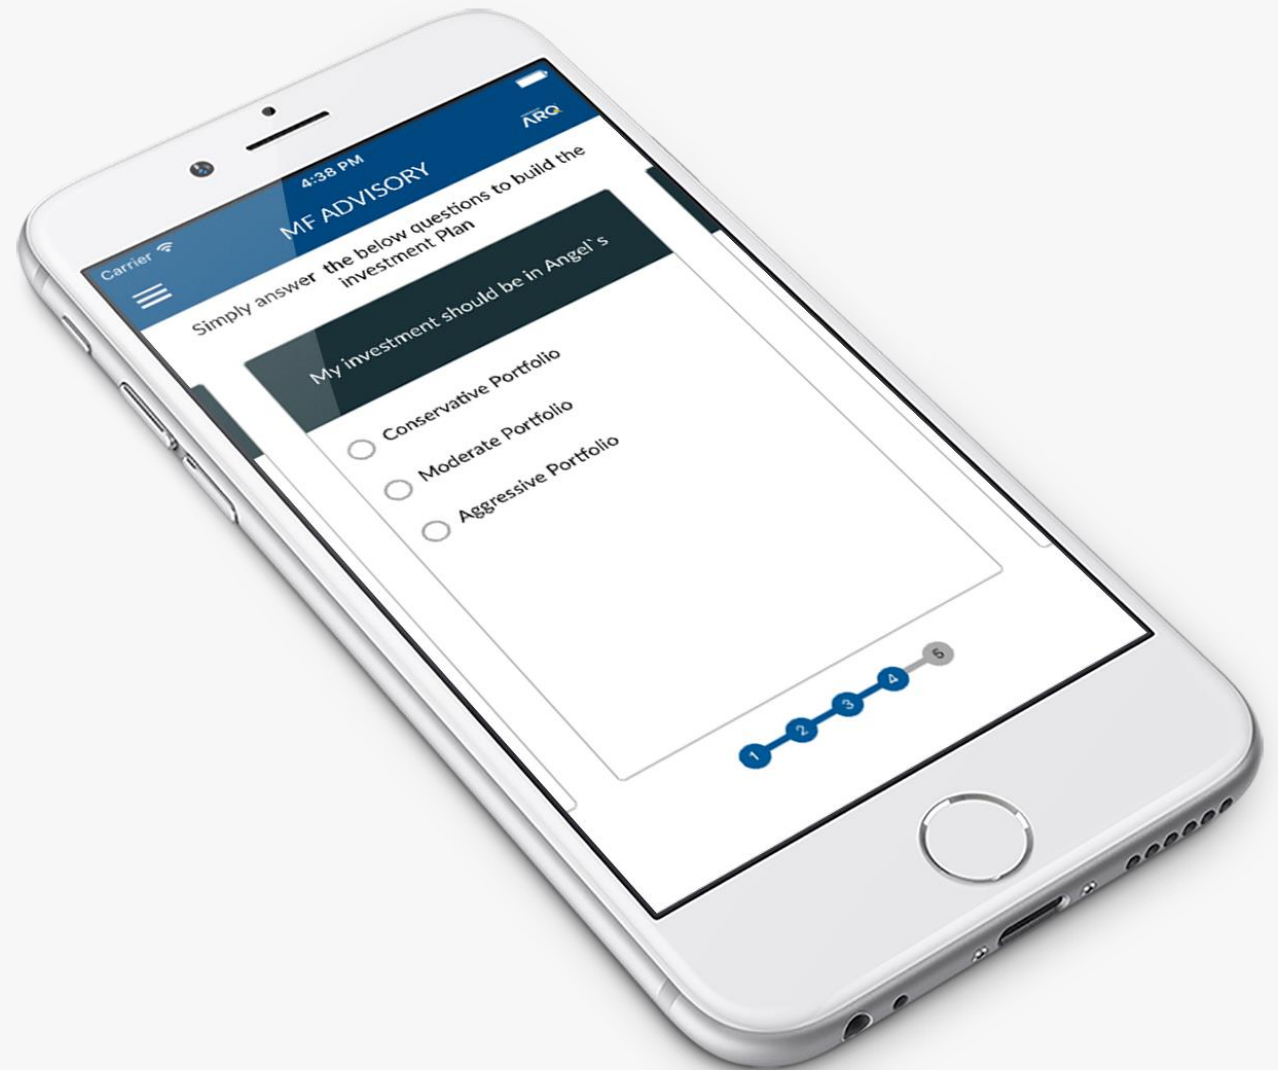 Carrier
4:38 PM
MF ADVISORY
ARQ
Simply answer the below questions to build the
investment Plan
My investment should be in Angel`s
Conservative Portfolio
Moderate Portfolio
Aggressive Portfolio
1 2 3 4 5